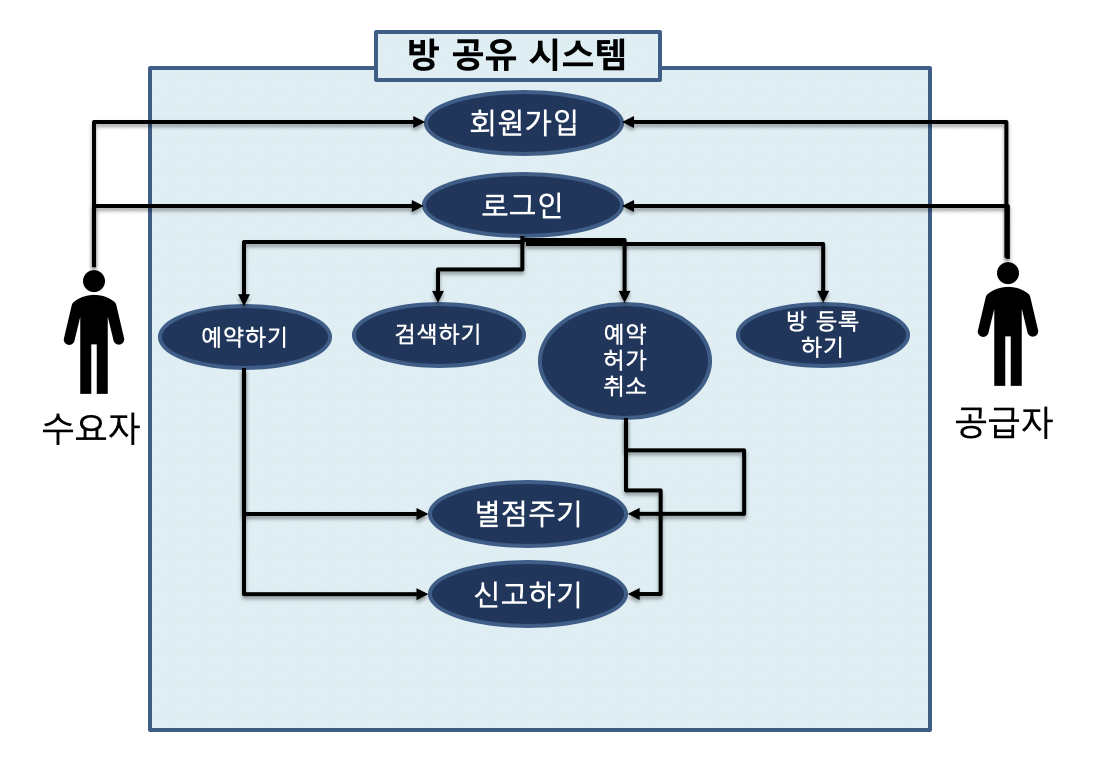 방 공유 시스템
회원가입
로그인
예약하기
검색하기
예약
허가
취소
방 등록
하기
수요자
공급자
별점주기
신고하기